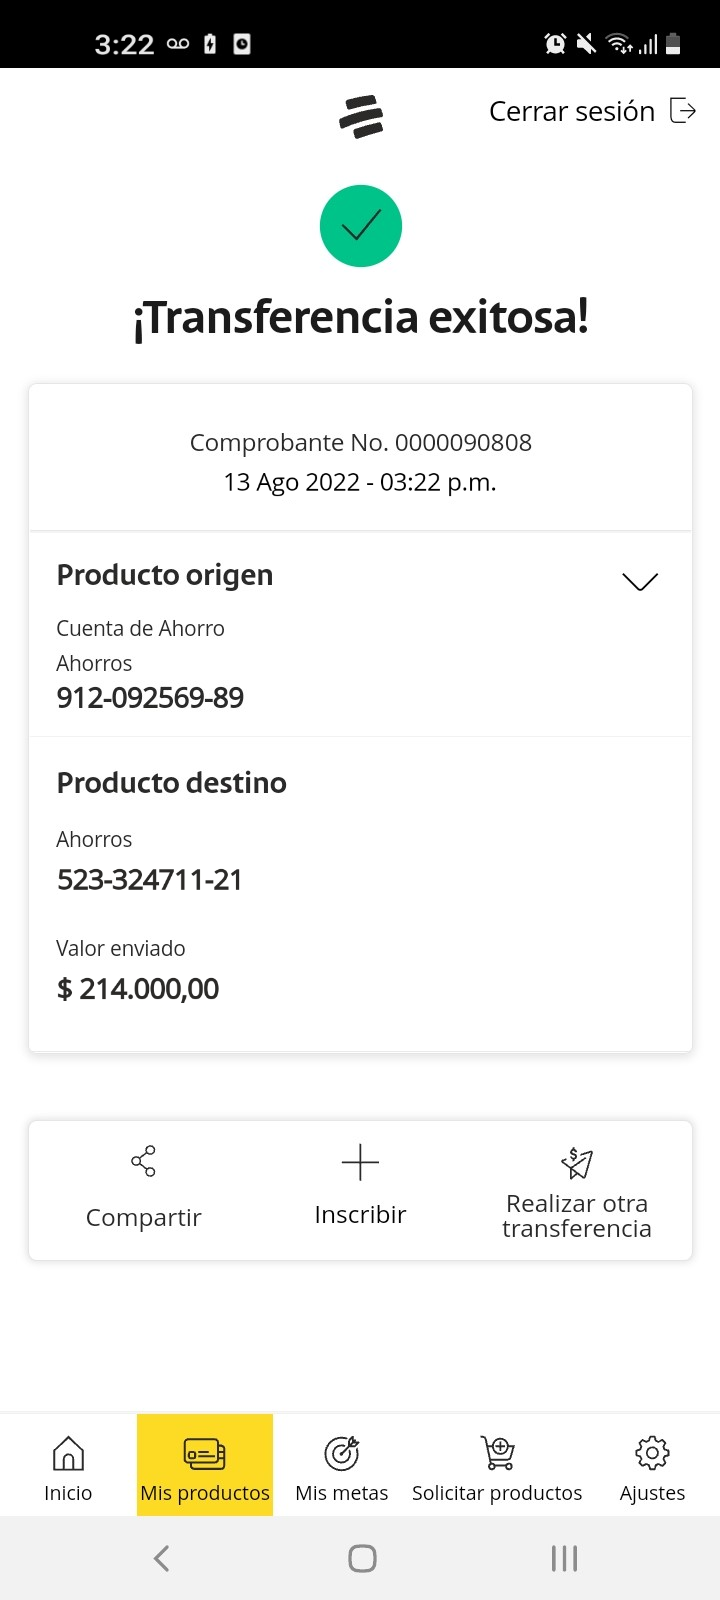 3:22
Cerrar sesión
¡Transferencia exitosa!
Comprobante No. 0000090808
13 Ago 2022 - 03:22 p.m.
Producto origen
Cuenta de Ahorro
Ahorros
912-092569-89
Producto destino
Ahorros
523-324711-21
Valor enviado
$ 214.000,00
Compartir
Inscribir
Realizar otra
transferencia
Inicio
Mis productos
Mis metas
Solicitar productos
Ajustes